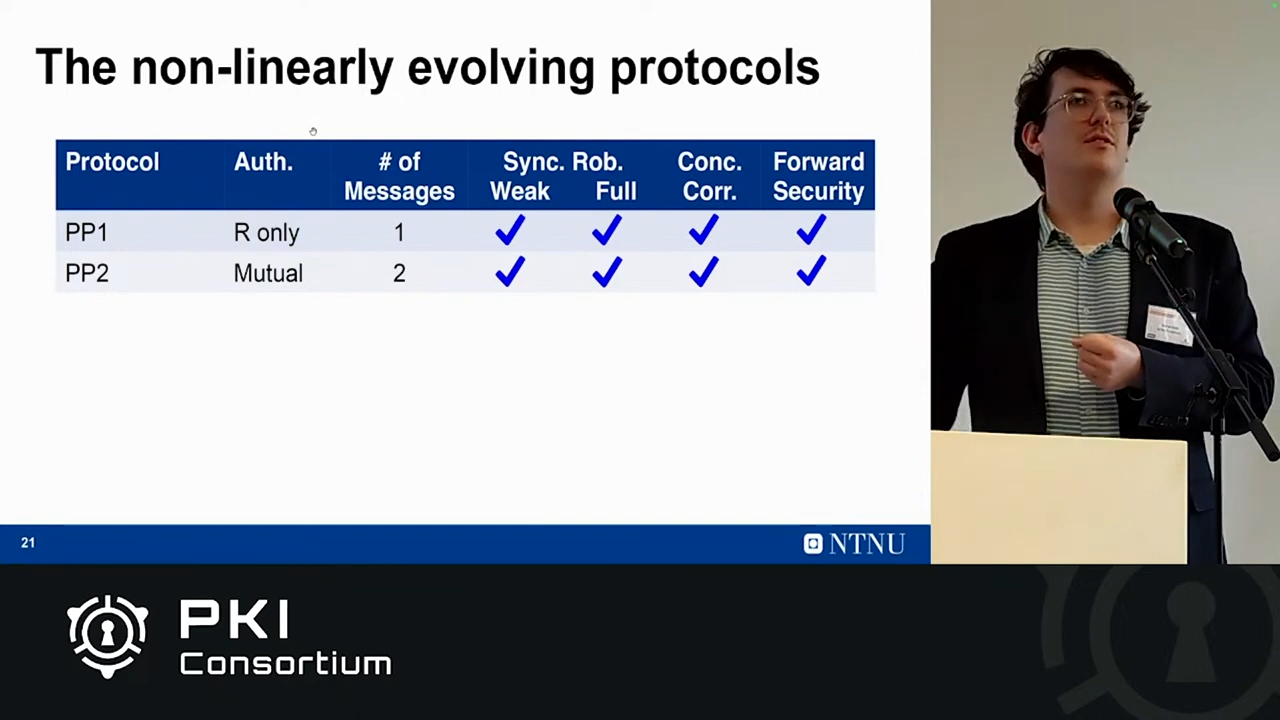 The non-linearly evolving protocols
Protocol Auth. # of Messages Sync. Rob. Weak Full Conc. Corr. Forward Security
PP1 R only 1 ✓ ✓ ✓ ✓
PP2 Mutual 2 ✓ ✓ ✓ ✓
21
NTNU
PKI
Consortium